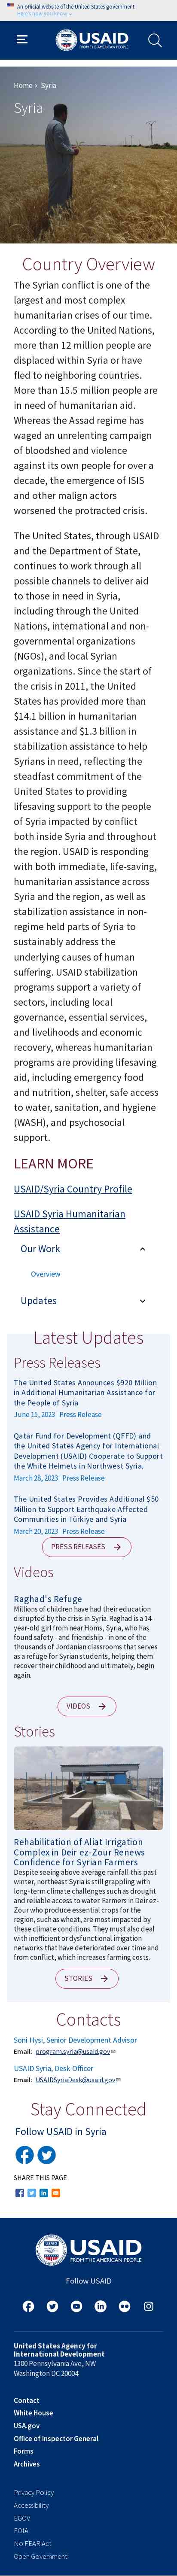 An official website of the United States government
Here's how you know
USAID
FROM THE AMERICAN PEOPLE
Home › Syria
Syria
Country Overview
The Syrian conflict is one of the
largest and most complex
humanitarian crises of our time.
According to the United Nations,
more than 12 million people are
displaced within Syria or have
fled to neighboring countries.
More than 15.5 million people are
in need of humanitarian aid.
Whereas the Assad regime has
waged an unrelenting campaign
of bloodshed and violence
against its own people for over a
decade, the emergence of ISIS
and other malign actors
worsened the protracted crisis.
The United States, through USAID
and the Department of State,
continues to work through all
possible channels to deliver aid
to those in need in Syria,
through the United
Nations, international and non-
governmental organizations
(NGOs), and local Syrian
organizations. Since the start of
the crisis in 2011, the United
States has provided more than
$14.1 billion in humanitarian
assistance and $1.3 billion in
stabilization assistance to help
Syrians in need, reflecting the
steadfast commitment of the
United States to providing
lifesaving support to the people
of Syria impacted by conflict
both inside Syria and throughout
the region. USAID is responding
with both immediate, life-saving,
humanitarian assistance across
Syria and the region, as well as
stabilization assistance in non-
regime held parts of Syria to
sustainably address the
underlying causes of human
suffering. USAID stabilization
programs assist in a variety of
sectors, including local
governance, essential services,
and livelihoods and economic
recovery, whereas humanitarian
programs are providing lifesaving
aid, including emergency food
and nutrition, shelter, safe access
to water, sanitation, and hygiene
(WASH), and psychosocial
support.
LEARN MORE
USAID/Syria Country Profile
USAID Syria Humanitarian
Assistance
Our Work
Overview
Updates
Latest Updates
Press Releases
The United States Announces $920 Million
in Additional Humanitarian Assistance for
the People of Syria
June 15, 2023 | Press Release
Qatar Fund for Development (QFFD) and
the United States Agency for International
Development (USAID) Cooperate to Support
the White Helmets in Northwest Syria.
March 28, 2023 | Press Release
The United States Provides Additional $50
Million to Support Earthquake Affected
Communities in Türkiye and Syria
March 20, 2023 | Press Release
PRESS RELEASES
Videos
Raghad's Refuge
Millions of children have had their education
disrupted by the crisis in Syria. Raghad is a 14-
year-old girl from war-torn Homs, Syria, who has
found safety - and friendship - in one of the
thousands of Jordanian classrooms that serves
as a refuge for Syrian students, helping them
reclaim their childhood and ultimately, begin
again.
VIDEOS
Stories
Rehabilitation of Aliat Irrigation
Complex in Deir ez-Zour Renews
Confidence for Syrian Farmers
Despite seeing above average rainfall this past
winter, northeast Syria is still grappling with
long-term climate challenges such as drought
and reliable access to water. Farmers in Deir ez-
Zour who produce essential crops for the
region, such as wheat, are most impacted by
these climate conditions. They must also deal
with inefficient and outdated irrigation
networks that have deteriorated over a decade
from conflict, which increases farming costs.
STORIES
Contacts
Soni Hysi, Senior Development Advisor
Email: program.syria@usaid.gov
USAID Syria, Desk Officer
Email: USAIDSyriaDesk@usaid.gov
Stay Connected
Follow USAID in Syria
SHARE THIS PAGE
USAID
FROM THE AMERICAN PEOPLE
Follow USAID
United States Agency for
International Development
1300 Pennsylvania Ave, NW
Washington DC 20004
Contact
White House
USA.gov
Office of Inspector General
Forms
Archives
Privacy Policy
Accessibility
EGOV
FOIA
No FEAR Act
Open Government